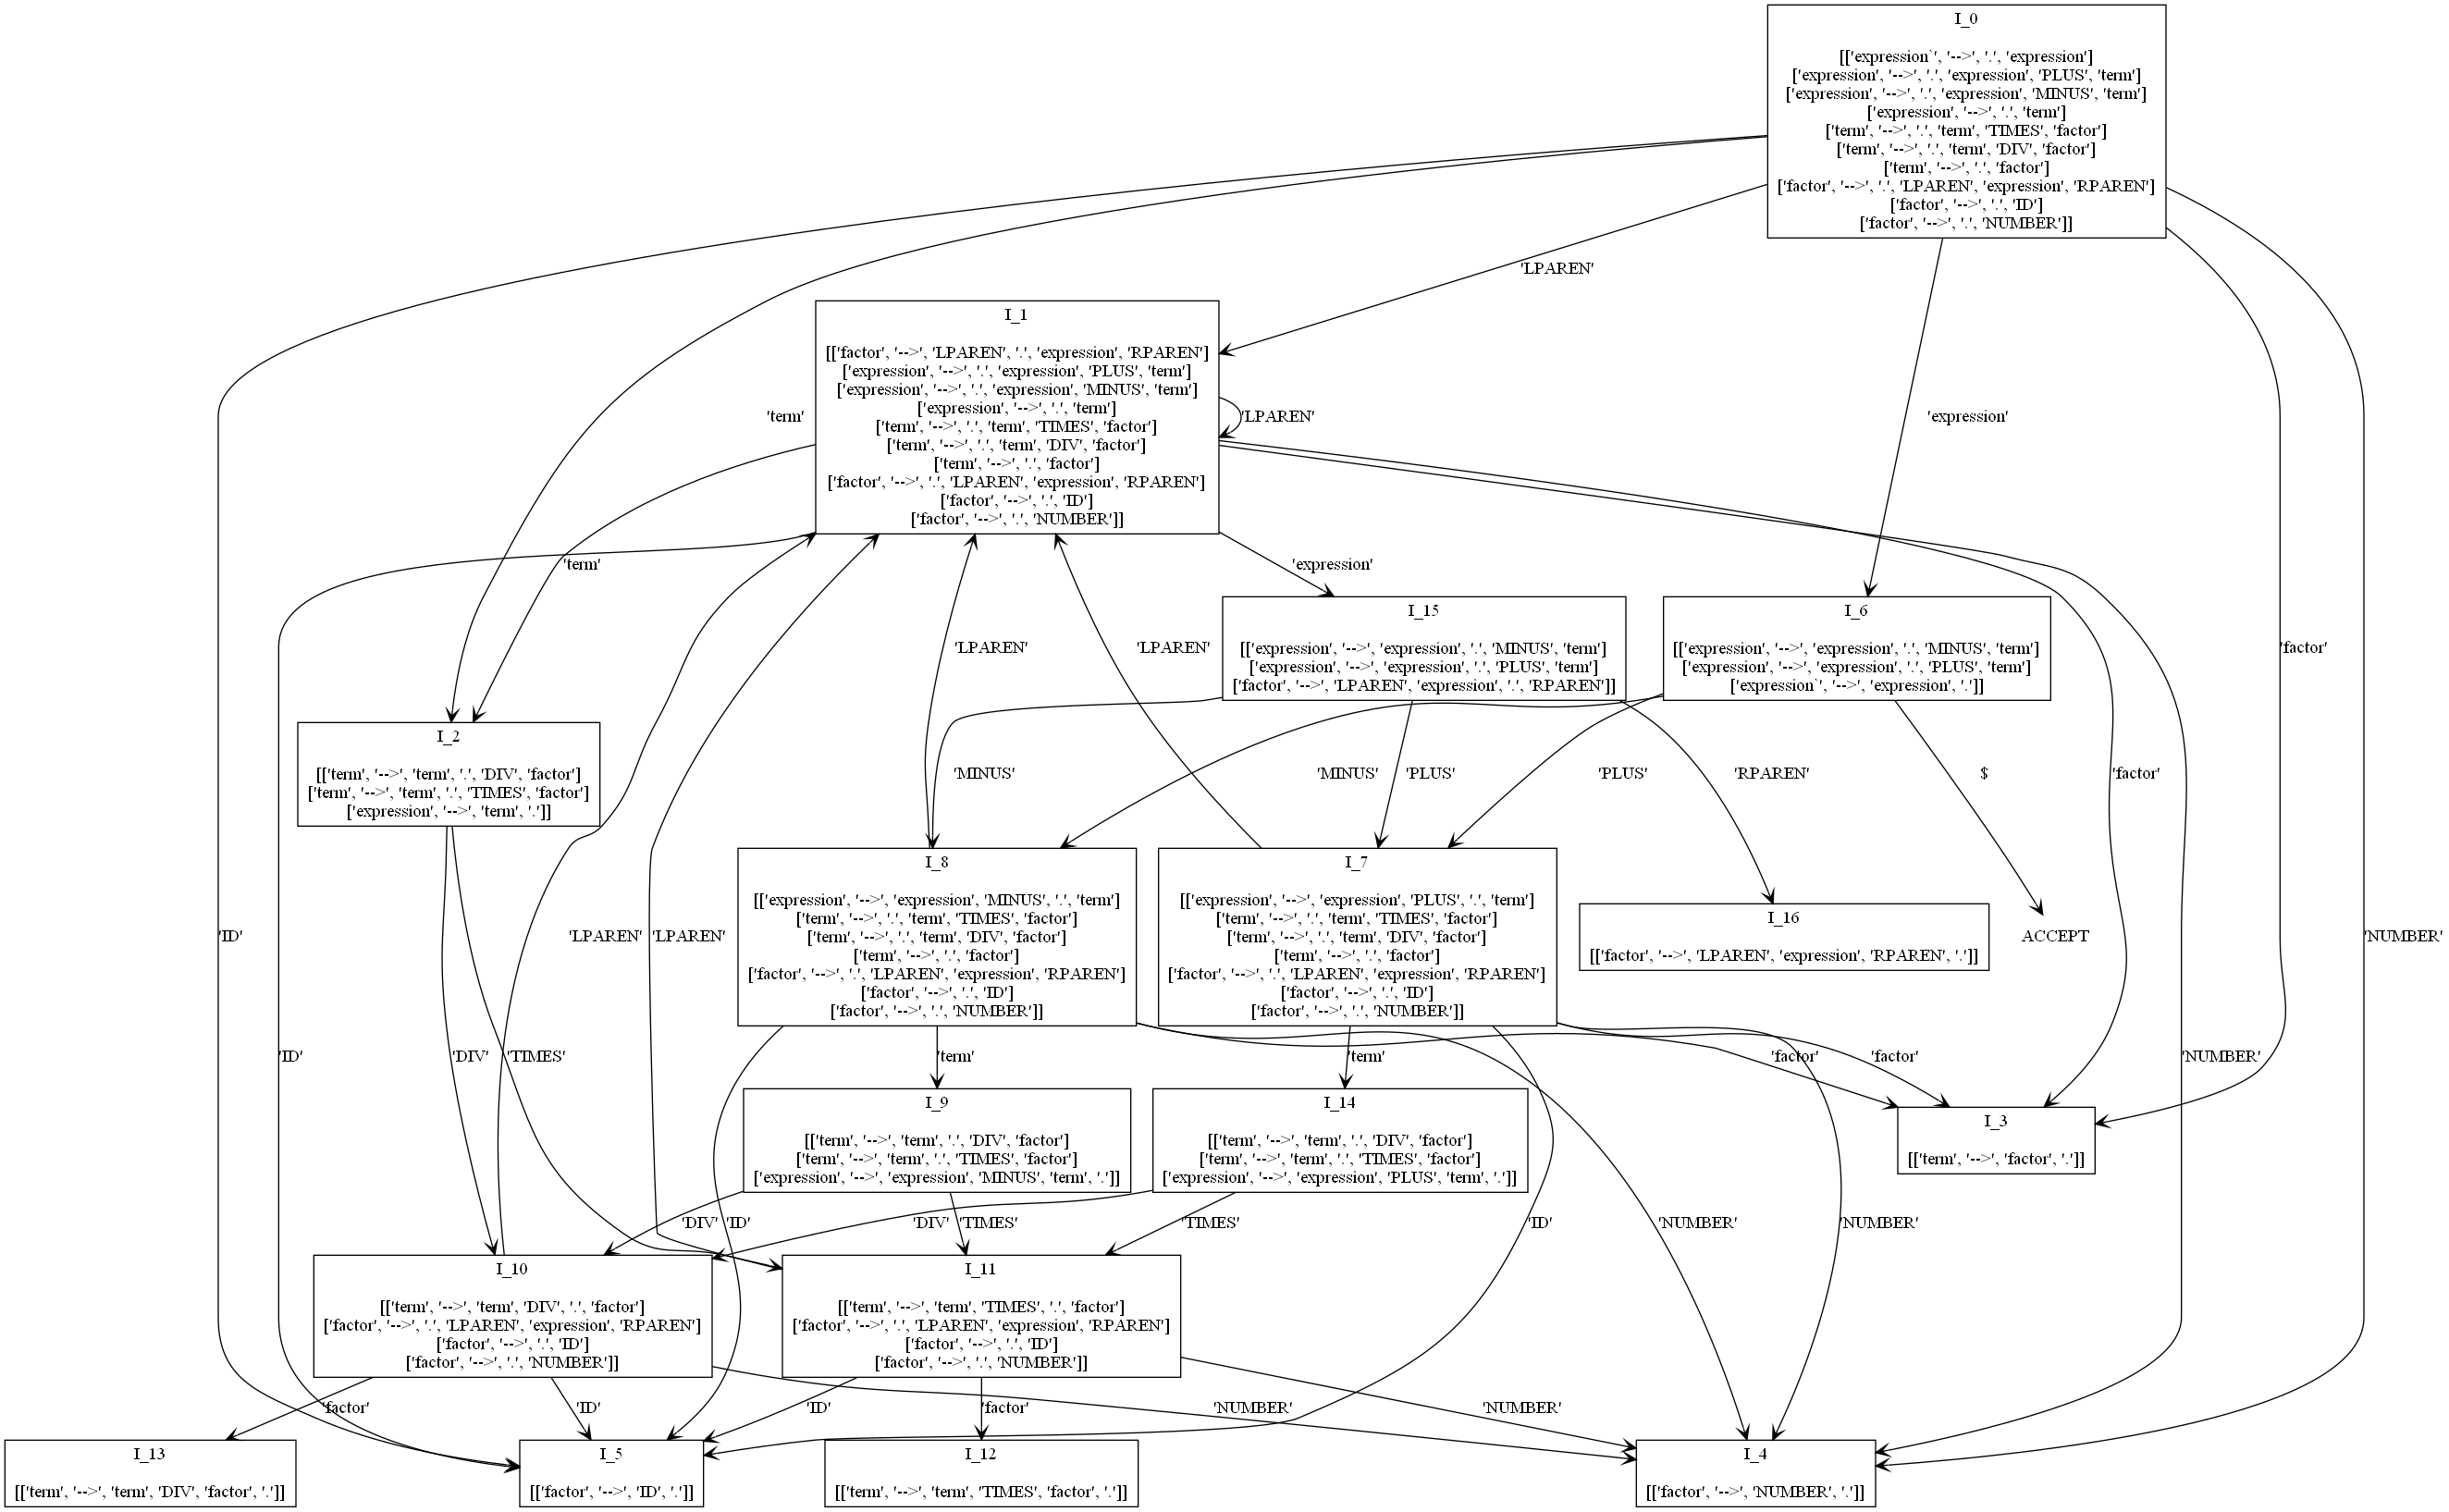 I_0
[['expression`', '-->', '.', 'expression']
['expression', '-->', '.', 'expression', 'PLUS', 'term']
['expression', '-->', '.', 'expression', 'MINUS', 'term']
['expression', '-->', '.', 'term']
['term', '-->', '.', 'term', 'TIMES', 'factor']
['term', '-->', '.', 'term', 'DIV', 'factor']
['term', '-->', '.', 'factor']
['factor', '-->', '.', 'LPAREN', 'expression', 'RPAREN']
['factor', '-->', '.', 'ID']
['factor', '-->', '.', 'NUMBER']]
'LPAREN'
I_1
[['factor', '-->', 'LPAREN', '.', 'expression', 'RPAREN']
['expression', '-->', '.', 'expression', 'PLUS', 'term']
['expression', '-->', '.', 'expression', 'MINUS', 'term']
['expression', '-->', '.', 'term']
['term', '-->', '.', 'term', 'TIMES', 'factor']
['term', '-->', '.', 'term', 'DIV', 'factor']
['term', '-->', '.', 'factor']
['factor', '-->', '.', 'LPAREN', 'expression', 'RPAREN']
['factor', '-->', '.', 'ID']
['factor', '-->', '.', 'NUMBER']]
'term'
'LPAREN'
'expression'
'term'
'expression'
I_15
[['expression', '-->', 'expression', '.', 'MINUS', 'term']
['expression', '-->', 'expression', '.', 'PLUS', 'term']
['factor', '-->', 'LPAREN', 'expression', '.', 'RPAREN']]
I_6
[['expression', '-->', 'expression', '.', 'MINUS', 'term']
['expression', '-->', 'expression', '.', 'PLUS', 'term']
['expression`', '-->', 'expression', '.']]
'LPAREN'
'LPAREN'
'factor'
I_2
[['term', '-->', 'term', '.', 'DIV', 'factor']
['term', '-->', 'term', '.', 'TIMES', 'factor']
['expression', '-->', 'term', '.']]
'MINUS'
'MINUS'
'PLUS'
'PLUS'
'RPAREN'
$
'factor'
I_8
[['expression', '-->', 'expression', 'MINUS', '.', 'term']
['term', '-->', '.', 'term', 'TIMES', 'factor']
['term', '-->', '.', 'term', 'DIV', 'factor']
['term', '-->', '.', 'factor']
['factor', '-->', '.', 'LPAREN', 'expression', 'RPAREN']
['factor', '-->', '.', 'ID']
['factor', '-->', '.', 'NUMBER']]
I_7
[['expression', '-->', 'expression', 'PLUS', '.', 'term']
['term', '-->', '.', 'term', 'TIMES', 'factor']
['term', '-->', '.', 'term', 'DIV', 'factor']
['term', '-->', '.', 'factor']
['factor', '-->', '.', 'LPAREN', 'expression', 'RPAREN']
['factor', '-->', '.', 'ID']
['factor', '-->', '.', 'NUMBER']]
I_16
[['factor', '-->', 'LPAREN', 'expression', 'RPAREN', '.']]
ACCEPT
'ID'
'LPAREN'
'LPAREN'
'NUMBER'
'ID'
'DIV'
'TIMES'
'term'
'term'
'factor'
'factor'
'NUMBER'
I_9
[['term', '-->', 'term', '.', 'DIV', 'factor']
['term', '-->', 'term', '.', 'TIMES', 'factor']
['expression', '-->', 'expression', 'MINUS', 'term', '.']]
I_14
[['term', '-->', 'term', '.', 'DIV', 'factor']
['term', '-->', 'term', '.', 'TIMES', 'factor']
['expression', '-->', 'expression', 'PLUS', 'term', '.']]
I_3
[['term', '-->', 'factor', '.']]
'DIV'
'ID'
'DIV'
'TIMES'
'TIMES'
'ID'
'NUMBER'
'NUMBER'
I_10
[['term', '-->', 'term', 'DIV', '.', 'factor']
['factor', '-->', '.', 'LPAREN', 'expression', 'RPAREN']
['factor', '-->', '.', 'ID']
['factor', '-->', '.', 'NUMBER']]
I_11
[['term', '-->', 'term', 'TIMES', '.', 'factor']
['factor', '-->', '.', 'LPAREN', 'expression', 'RPAREN']
['factor', '-->', '.', 'ID']
['factor', '-->', '.', 'NUMBER']]
'factor'
'ID'
'ID'
'factor'
'NUMBER'
'NUMBER'
I_13
[['term', '-->', 'term', 'DIV', 'factor', '.']]
I_5
[['factor', '-->', 'ID', '.']]
I_12
[['term', '-->', 'term', 'TIMES', 'factor', '.']]
I_4
[['factor', '-->', 'NUMBER', '.']]